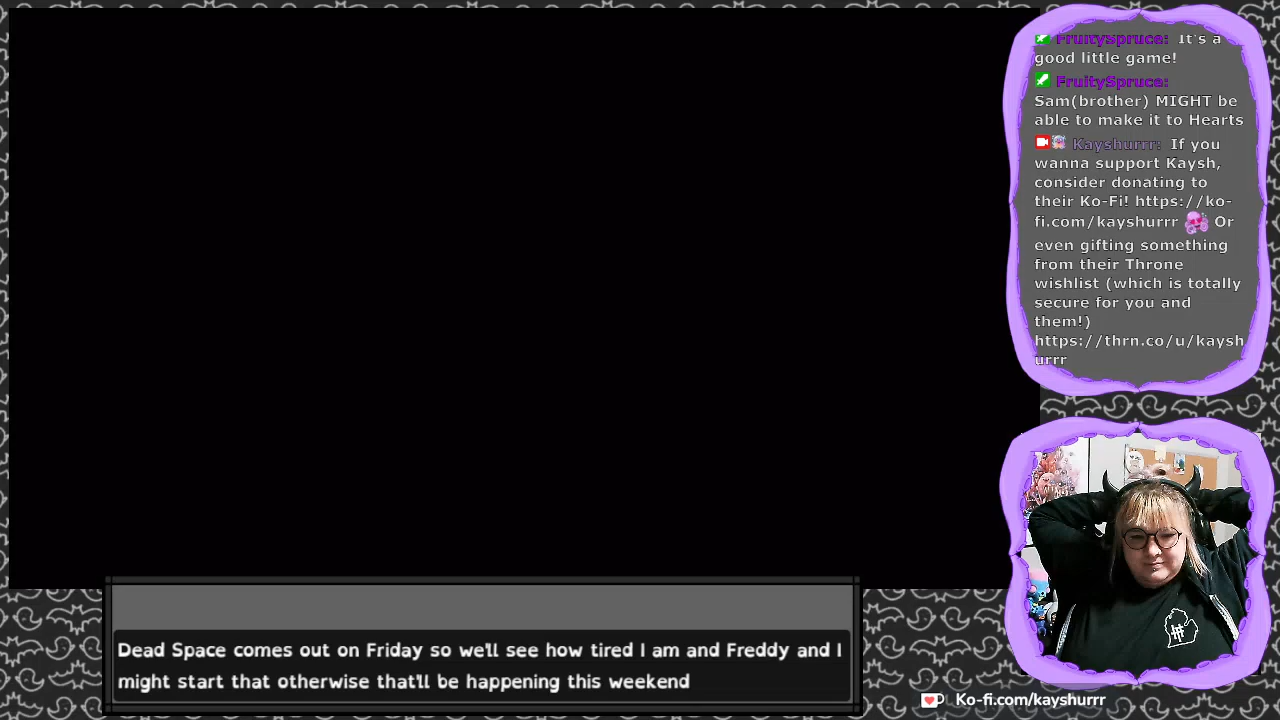 FruitySpruce: It's a
good little game!
FruitySpruce:
Sam(brother) MIGHT be
able to make it to Hearts
Kayshurrr: If you
wanna support Kaysh,
consider donating to
their Ko-Fi! https://ko-
fi.com/kayshurrr Or
even gifting something
from their Throne
wishlist (which is totally
secure for you and
them!)
https://thrn.co/u/kaysh
urrr
Dead Space comes out on Friday so we'll see how tired I am and Freddy and I
might start that otherwise that'll be happening this weekend
Ko-fi.com/kayshurrr